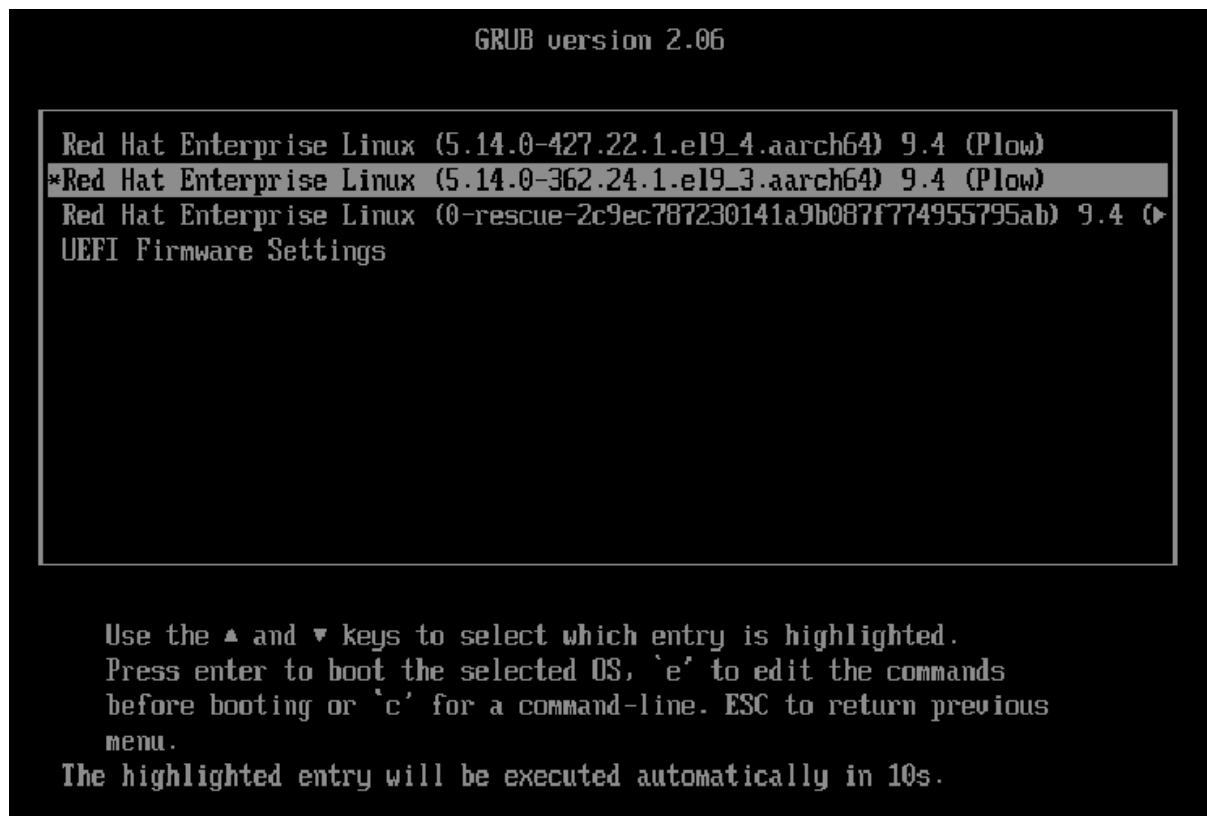 GRUB version 2.06
Red Hat Enterprise Linux (5.14.0-427.22.1.el9_4.aarch64) 9.4 (Plow)
*Red Hat Enterprise Linux (5.14.0-362.24.1.el9_3.aarch64) 9.4 (Plow)
Red Hat Enterprise Linux (0-rescue-2c9ec787230141a9b087f774955795ab) 9.4 (▶
UEFI Firmware Settings
Use the ▲ and ▼ keys to select which entry is highlighted.
Press enter to boot the selected OS, `e' to edit the commands
before booting or `c' for a command-line. ESC to return previous
menu.
The highlighted entry will be executed automatically in 10s.